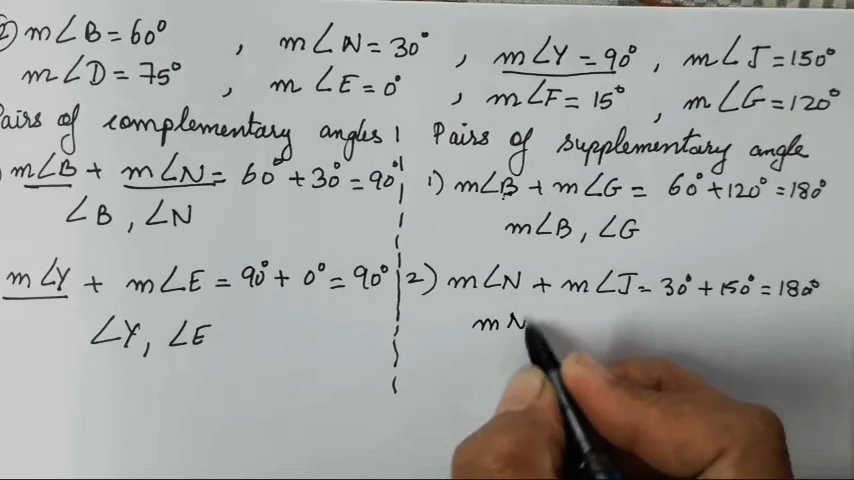 2) m∠B = 60° , m∠N = 30° , m∠Y = 90° , m∠J = 150°
m∠D = 75° , m∠E = 0° , m∠F = 15° , m∠G = 120°
Pairs of complementary angles
m∠B + m∠N = 60° + 30° = 90°
∠B , ∠N
m∠Y + m∠E = 90° + 0° = 90°
∠Y, ∠E
Pairs of supplementary angle
1) m∠B + m∠G = 60° + 120° = 180°
m∠B , ∠G
2) m∠N + m∠J = 30° + 150° = 180°
m N